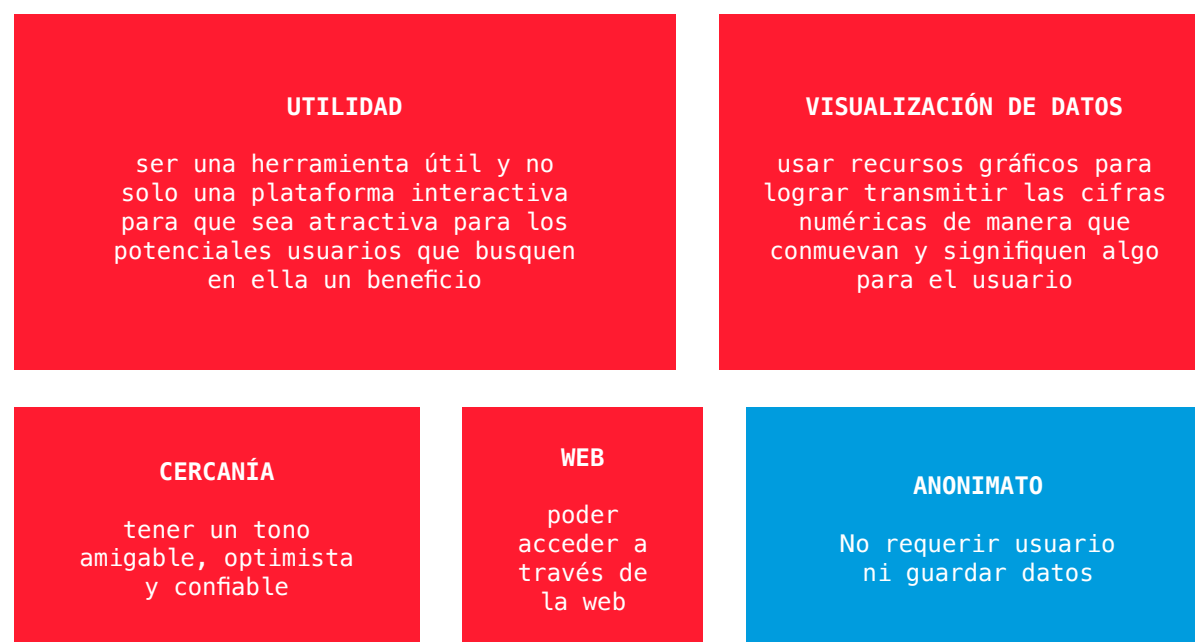 UTILIDAD
ser una herramienta útil y no
solo una plataforma interactiva
para que sea atractiva para los
potenciales usuarios que busquen
en ella un beneficio
VISUALIZACIÓN DE DATOS
usar recursos gráficos para
lograr transmitir las cifras
numéricas de manera que
conmuevan y signifiquen algo
para el usuario
CERCANÍA
tener un tono
amigable, optimista
y confiable
WEB
poder
acceder a
través de
la web
ANONIMATO
No requerir usuario
ni guardar datos